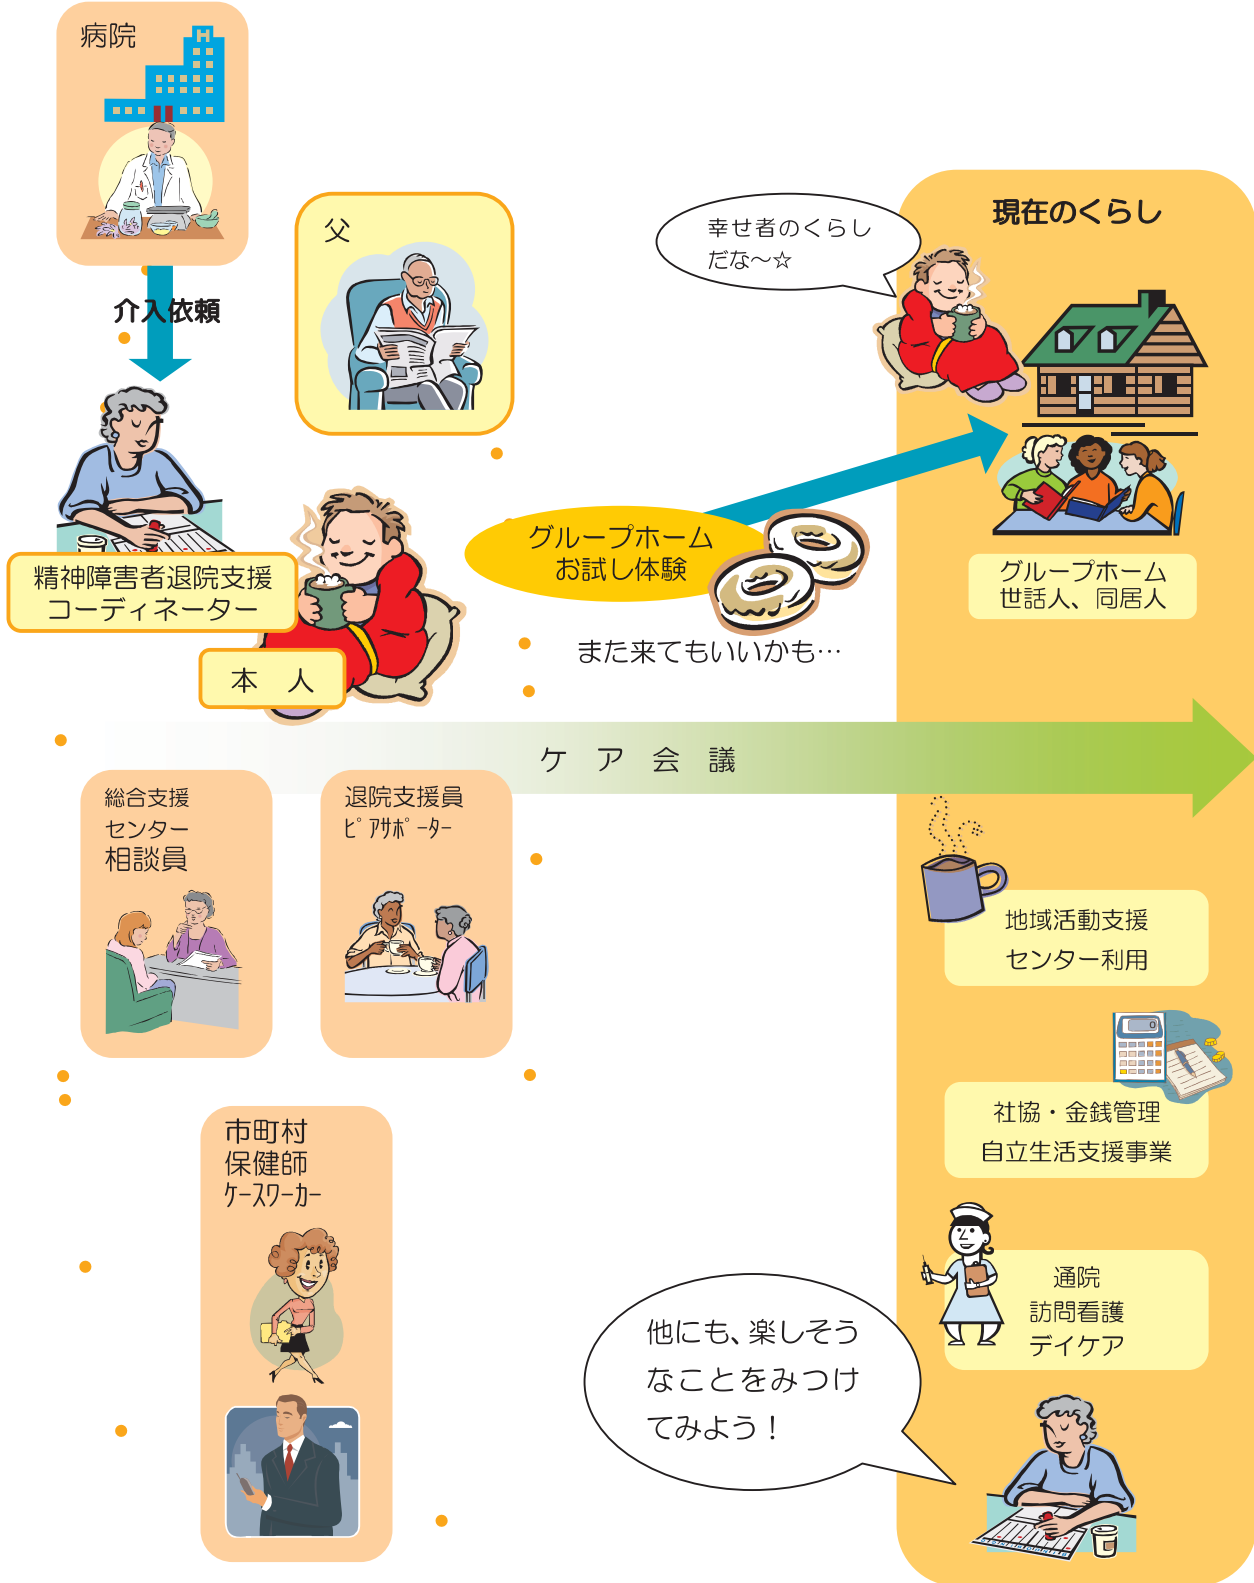 病院
H
介入依頼
父
精神障害者退院支援
コーディネーター
本　人
グループホーム
お試し体験
また来てもいいかも…
幸せ者のくらし
だな～☆
現在のくらし
グループホーム
世話人、同居人
ケ　ア　会　議
総合支援
センター
相談員
退院支援員
ﾋﾟｱｻﾎﾟｰﾀｰ
市町村
保健師
ｹｰｽﾜｰｶｰ
地域活動支援
センター利用
0
社協・金銭管理
自立生活支援事業
通院
訪問看護
デイケア
他にも、楽しそう
なことをみつけ
てみよう！